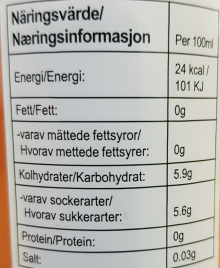 Näringsvärde/
Næringsinformasjon
Per 100ml
Energi/Energi:
24 kcal /
101 KJ
Fett/Fett:
0g
-varav mättede fettsyror/
Hvorav mettede fettsyrer:
0g
Kolhydrater/Karbohydrat:
5.9g
-varav sockerarter/
Hvorav sukkerarter:
5.6g
Protein/Protein:
0g
Salt:
0.03g